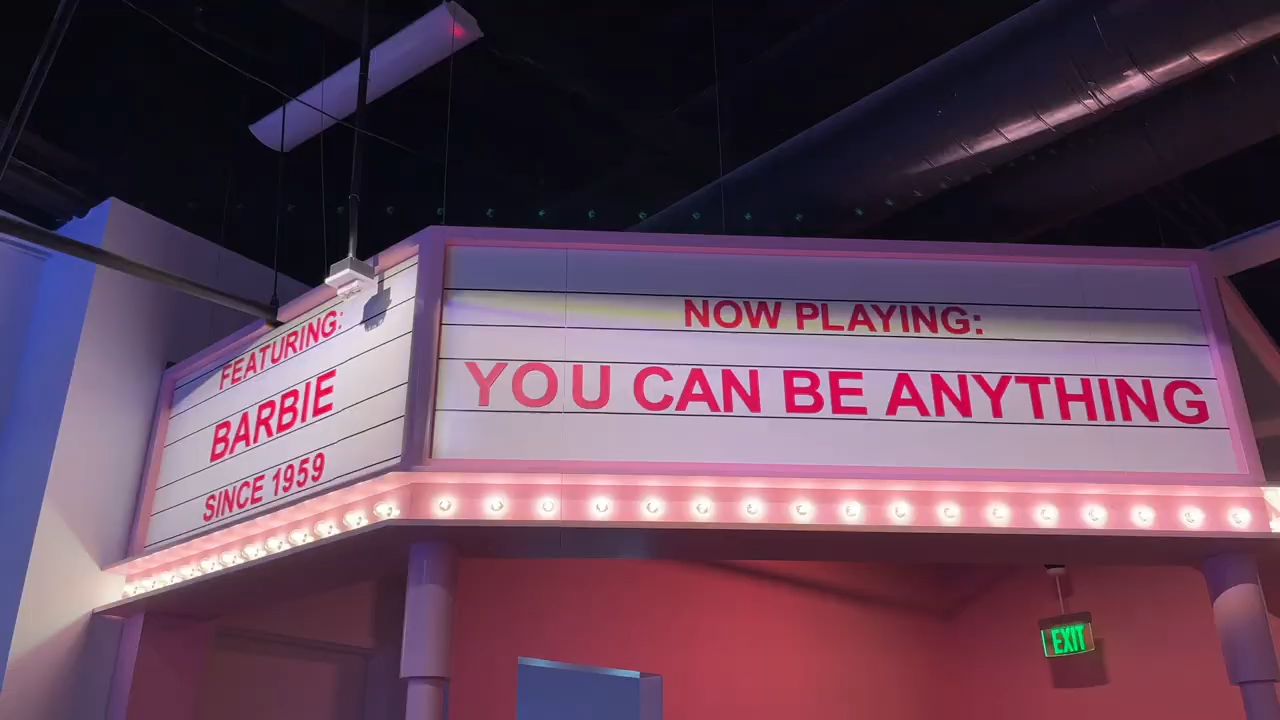 FEATURING:
BARBIE
SINCE 1959
NOW PLAYING:
YOU CAN BE ANYTHING
EXIT